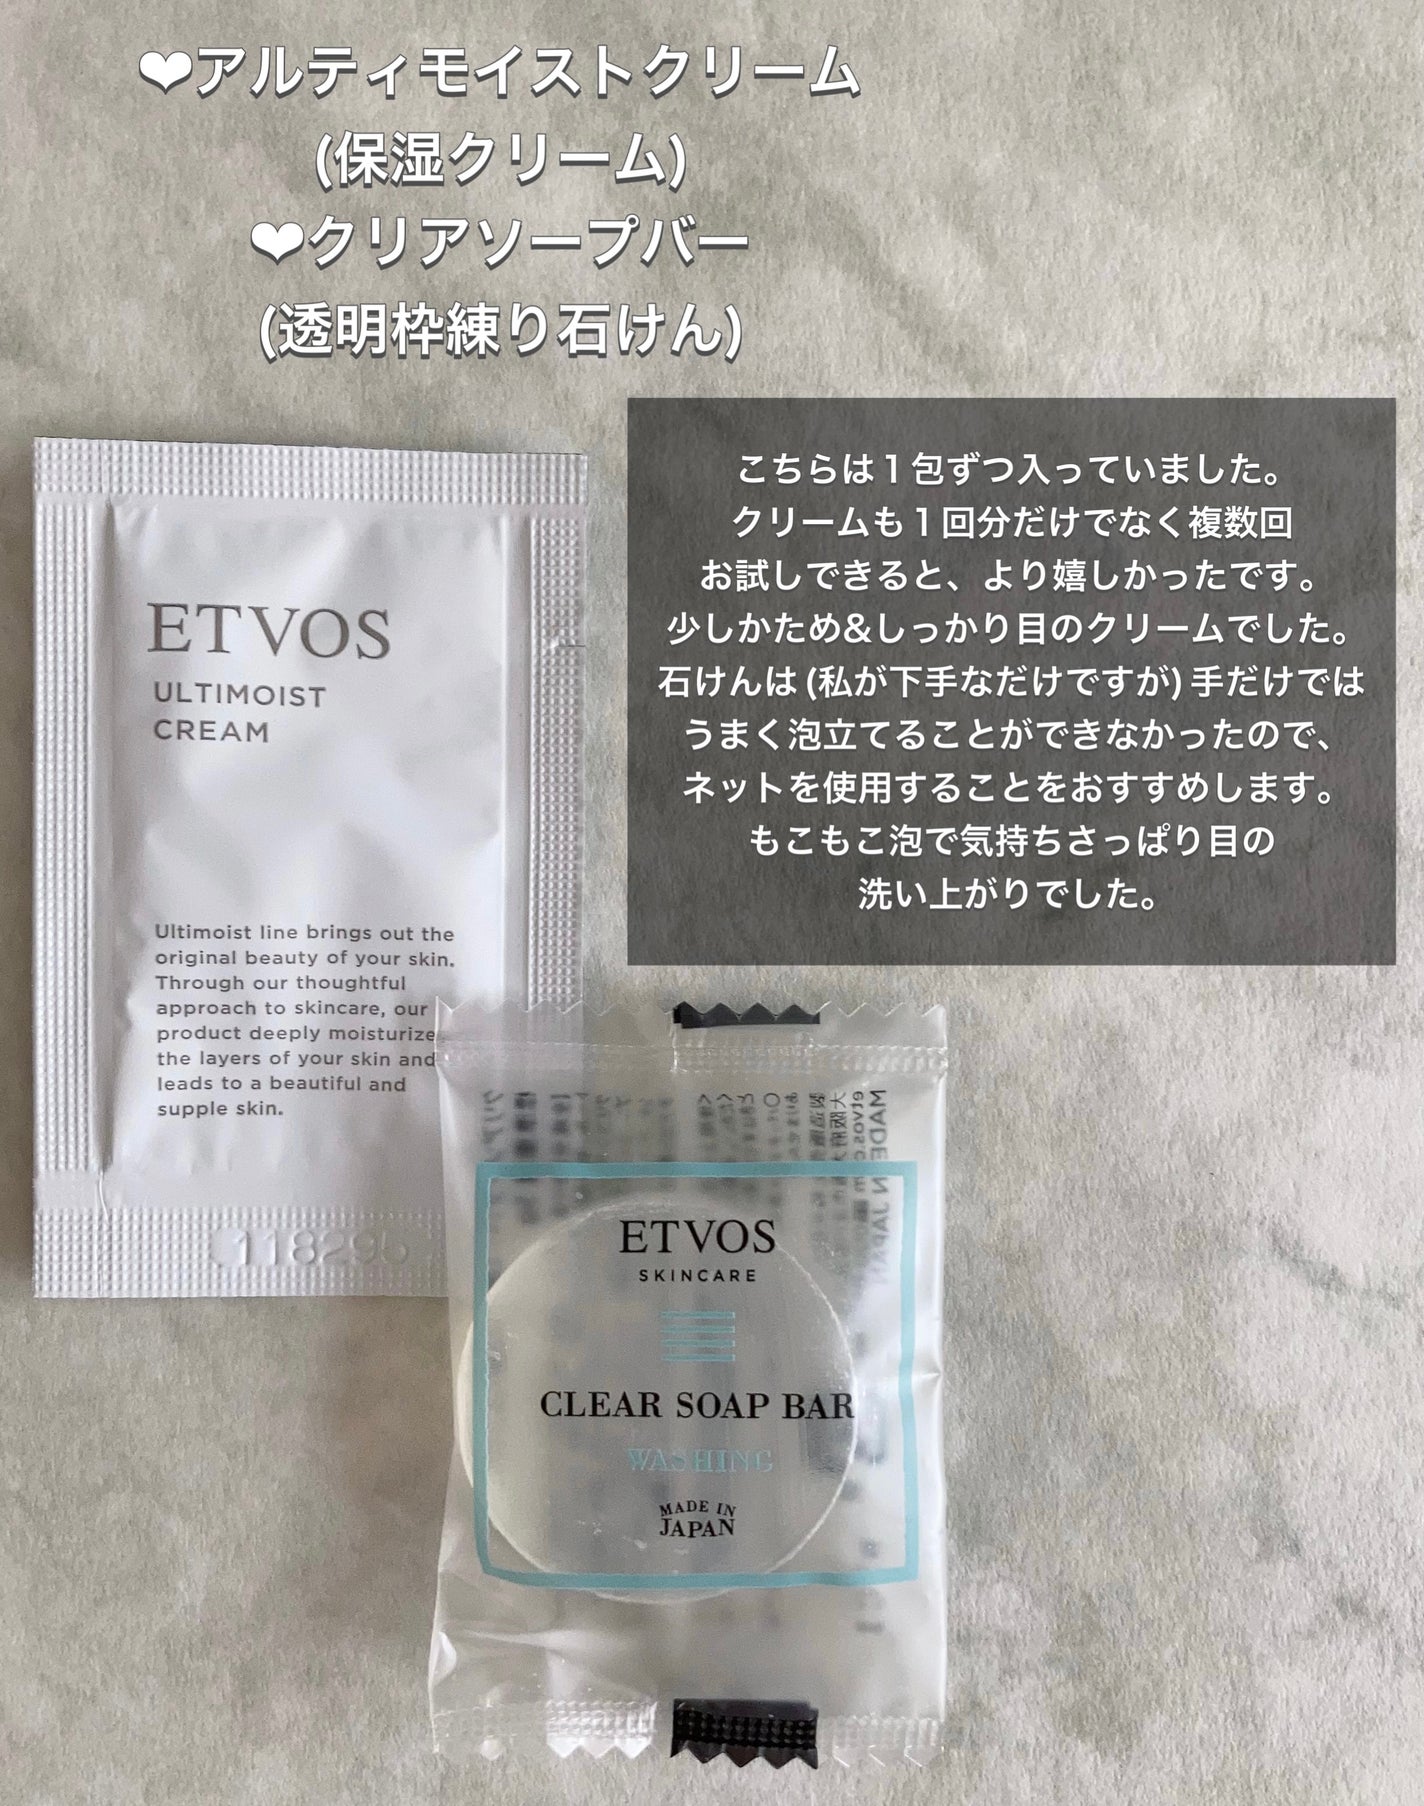 ❤アルティモイストクリーム
(保湿クリーム)
❤クリアソープバー
(透明枠練り石けん)
こちらは１包ずつ入っていました。
クリームも１回分だけでなく複数回
お試しできると、より嬉しかったです。
少しかため&しっかり目のクリームでした。
石けんは(私が下手なだけですが)手だけでは
うまく泡立てることができなかったので、
ネットを使用することをおすすめします。
もこもこ泡で気持ちさっぱり目の
洗い上がりでした。
ETVOS
ULTIMOIST
CREAM
Ultimoist line brings out the
original beauty of your skin.
Through our thoughtful
approach to skincare, our
product deeply moisturize
the layers of your skin and
leads to a beautiful and
supple skin.
118295
ETVOS
SKINCARE
CLEAR SOAP BAR
WASHING
MADE IN
JAPAN